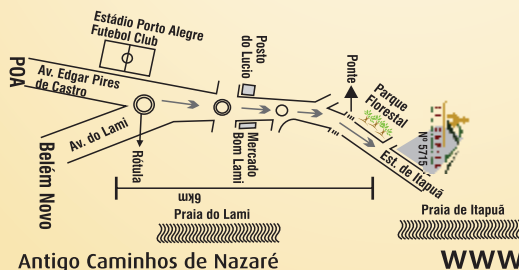 Estádio Porto Alegre
Futebol Club
POA
Av. Edgar Pires
de Castro
Av. do Lami
Belém Novo
Rótula
Posto
do Lucio
Mercado
Bom Lami
Ponte
Parque
Florestal
Nº 5715
Est. de Itapuã
6km
Praia do Lami
Praia de Itapuã
Antigo Caminhos de Nazaré
www